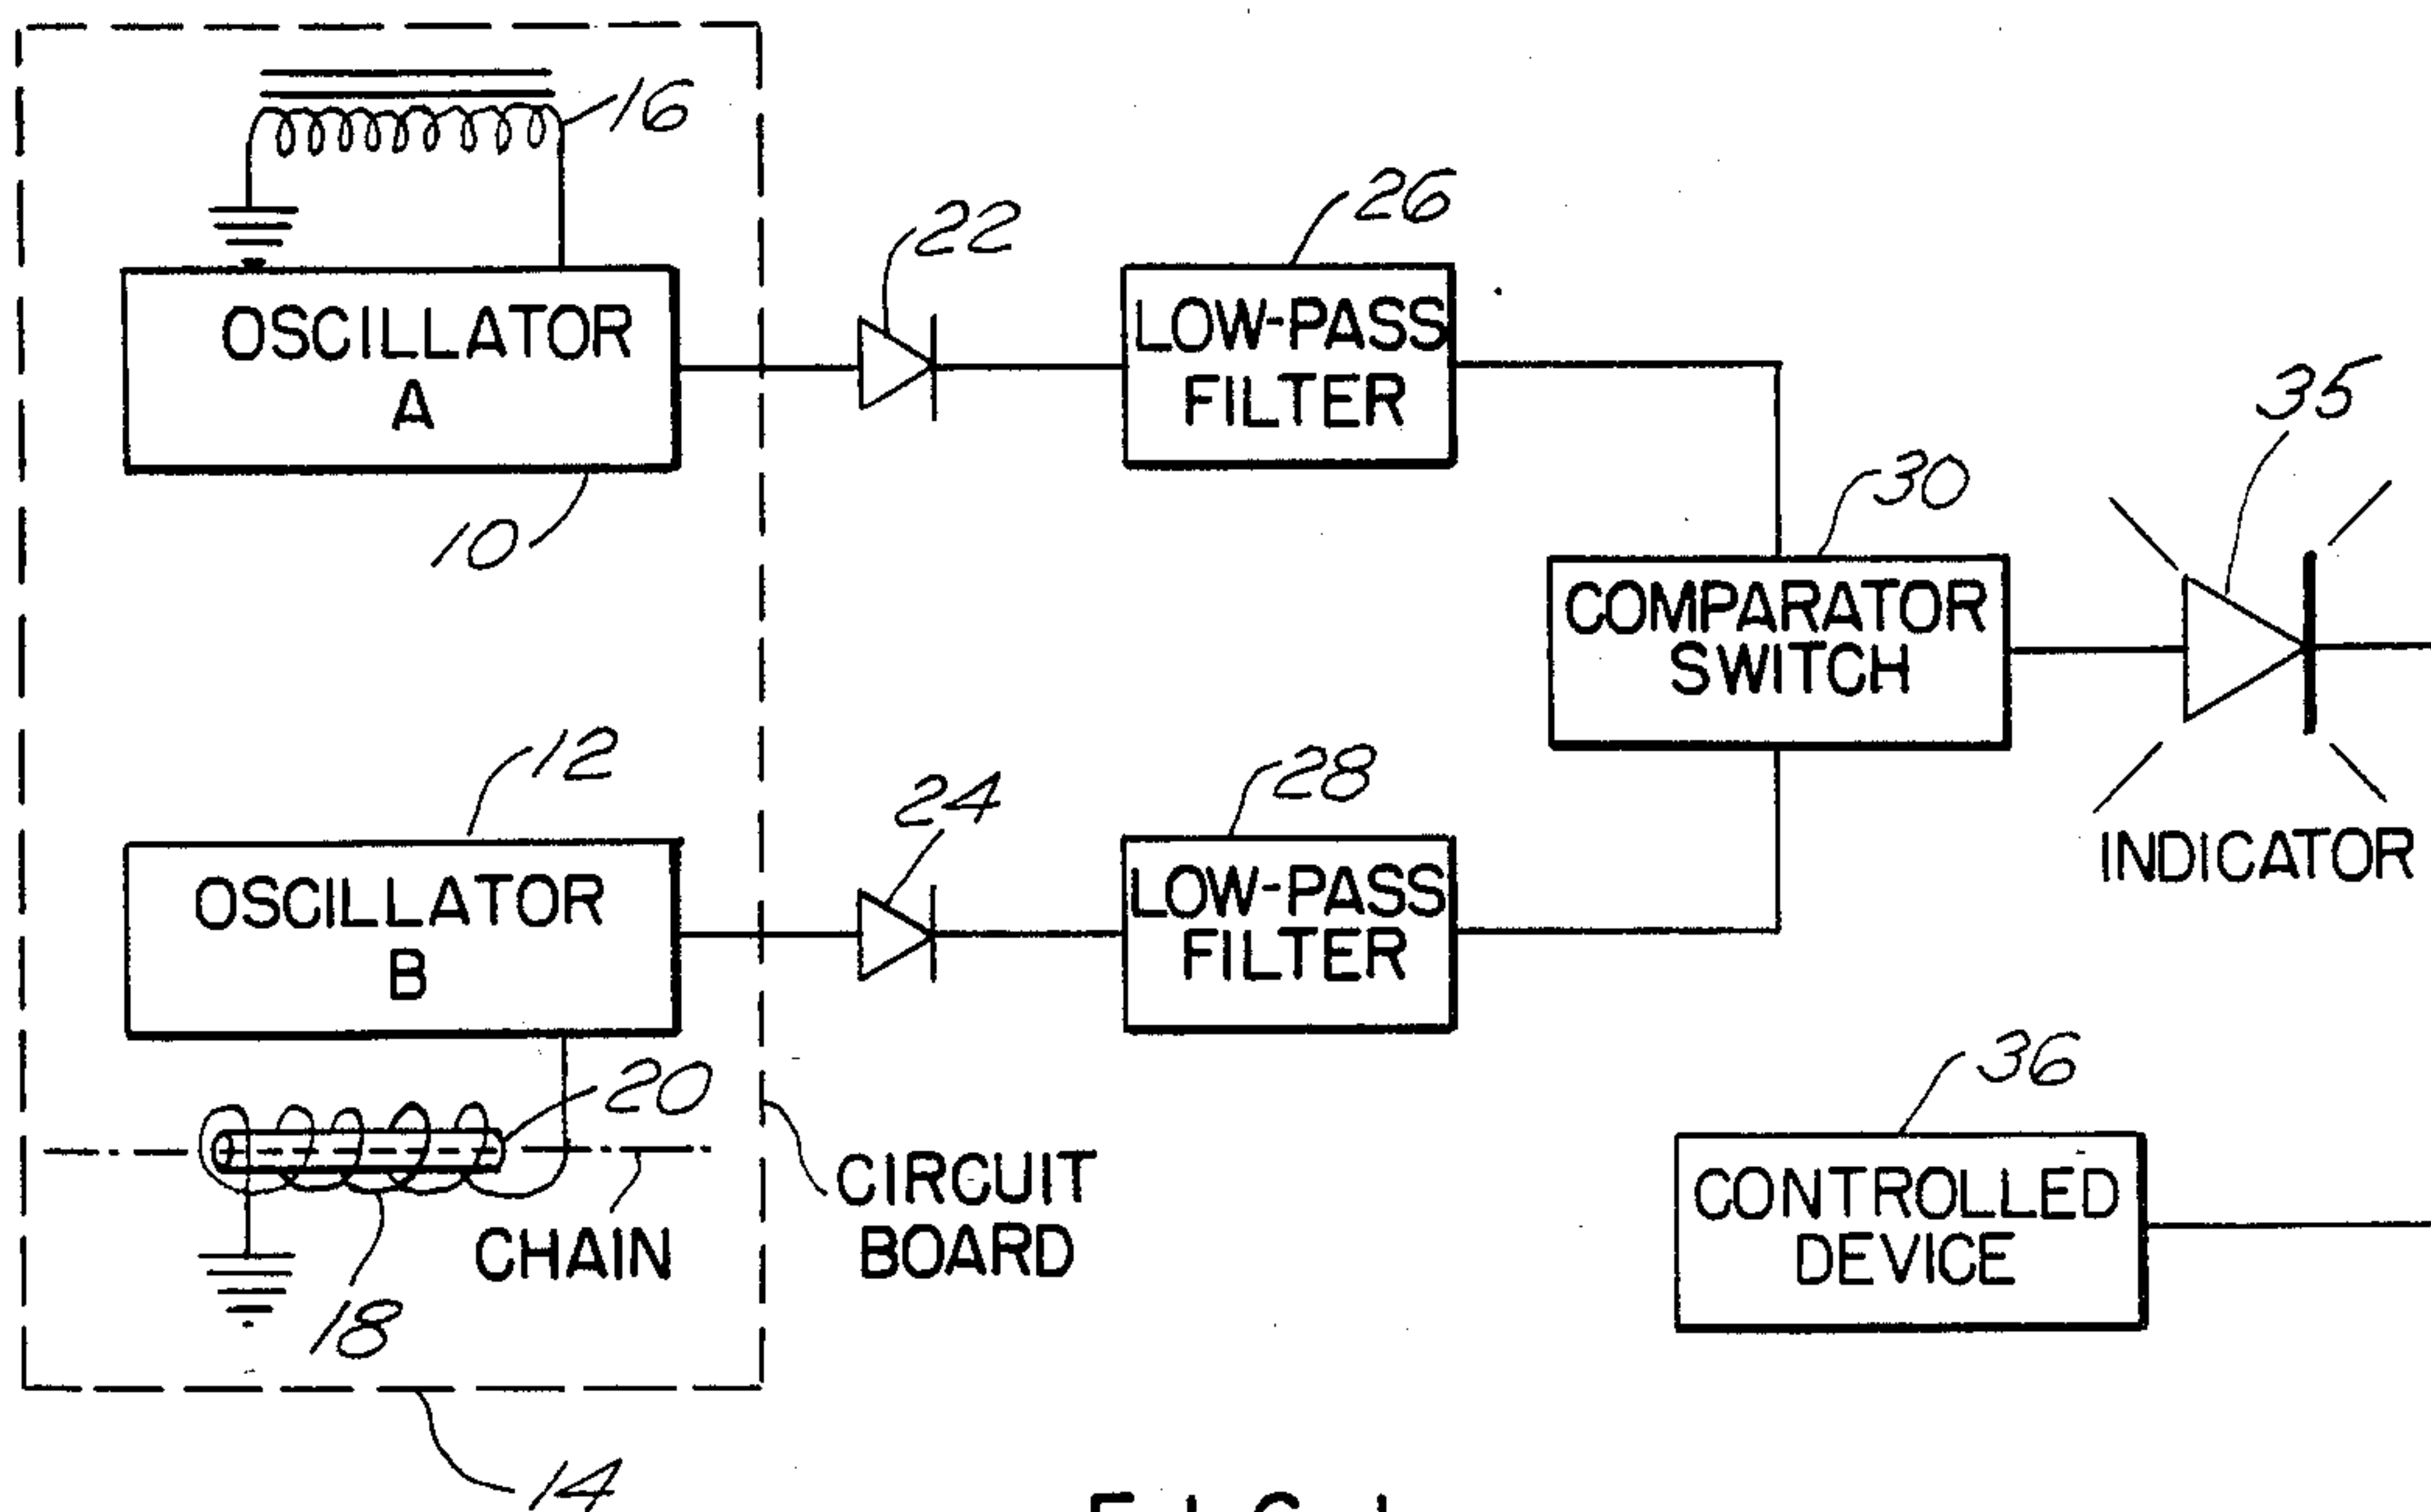 16
OSCILLATOR
A
10
22
26
LOW-PASS
FILTER
30
COMPARATOR
SWITCH
35
INDICATOR
12
OSCILLATOR
B
24
28
LOW-PASS
FILTER
20
CHAIN
18
CIRCUIT
BOARD
36
CONTROLLED
DEVICE
14